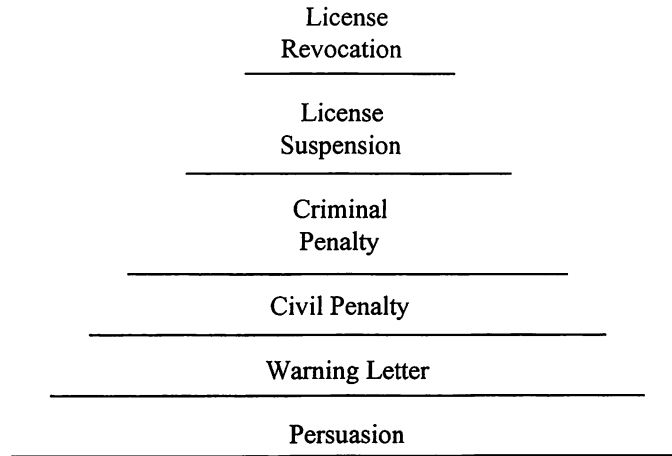 License
Revocation
License
Suspension
Criminal
Penalty
Civil Penalty
Warning Letter
Persuasion